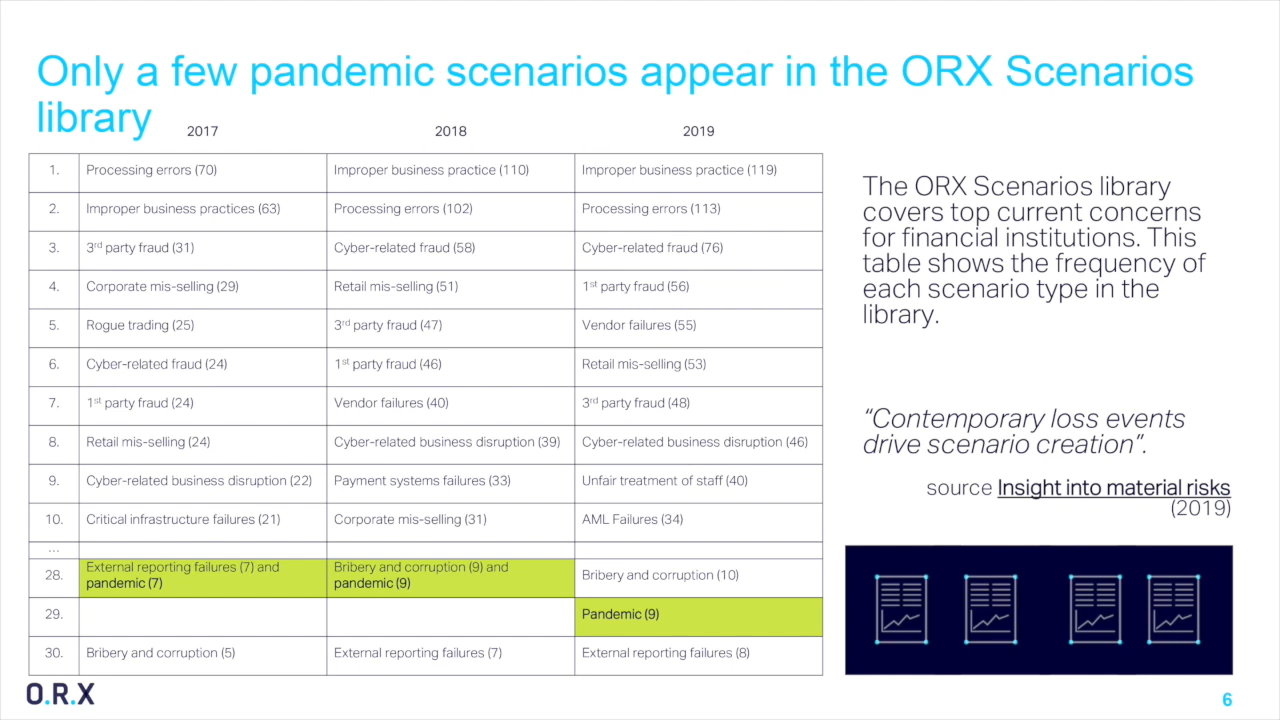 Only a few pandemic scenarios appear in the ORX Scenarios
library
2017 2018 2019
1. Processing errors (70) Improper business practice (110) Improper business practice (119)
2. Improper business practices (63) Processing errors (102) Processing errors (113)
3. 3rd party fraud (31) Cyber-related fraud (58) Cyber-related fraud (76)
4. Corporate mis-selling (29) Retail mis-selling (51) 1st party fraud (56)
5. Rogue trading (25) 3rd party fraud (47) Vendor failures (55)
6. Cyber-related fraud (24) 1st party fraud (46) Retail mis-selling (53)
7. 1st party fraud (24) Vendor failures (40) 3rd party fraud (48)
8. Retail mis-selling (24) Cyber-related business disruption (39) Cyber-related business disruption (46)
9. Cyber-related business disruption (22) Payment systems failures (33) Unfair treatment of staff (40)
10. Critical infrastructure failures (21) Corporate mis-selling (31) AML Failures (34)
...
28. External reporting failures (7) and pandemic (7) Bribery and corruption (9) and pandemic (9) Bribery and corruption (10)
29. Pandemic (9)
30. Bribery and corruption (5) External reporting failures (7) External reporting failures (8)
The ORX Scenarios library
covers top current concerns
for financial institutions. This
table shows the frequency of
each scenario type in the
library.
“Contemporary loss events
drive scenario creation”.
source Insight into material risks
(2019)
O.R.X
6